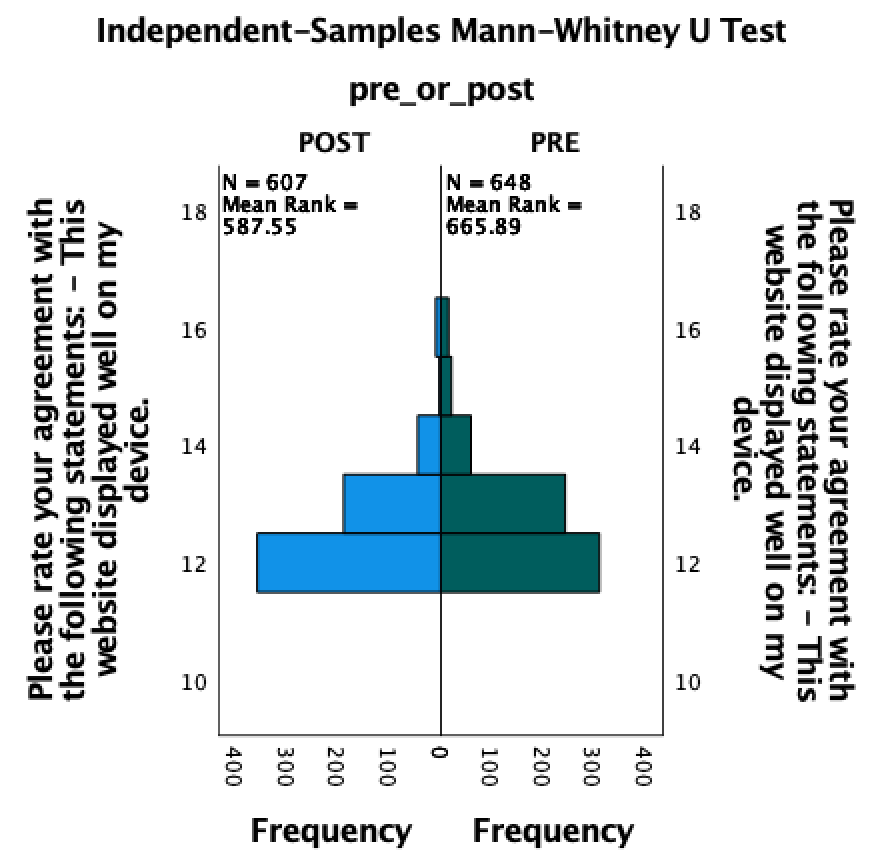 Independent-Samples Mann-Whitney U Test
pre_or_post
POST
PRE
N = 607
Mean Rank =
587.55
N = 648
Mean Rank =
665.89
Please rate your agreement with
the following statements: - This
website displayed well on my
device.
18
16
14
12
10
18
16
14
12
10
Please rate your agreement with
the following statements: - This
website displayed well on my
device.
400 300 200 100 0 100 200 300 400
Frequency
Frequency